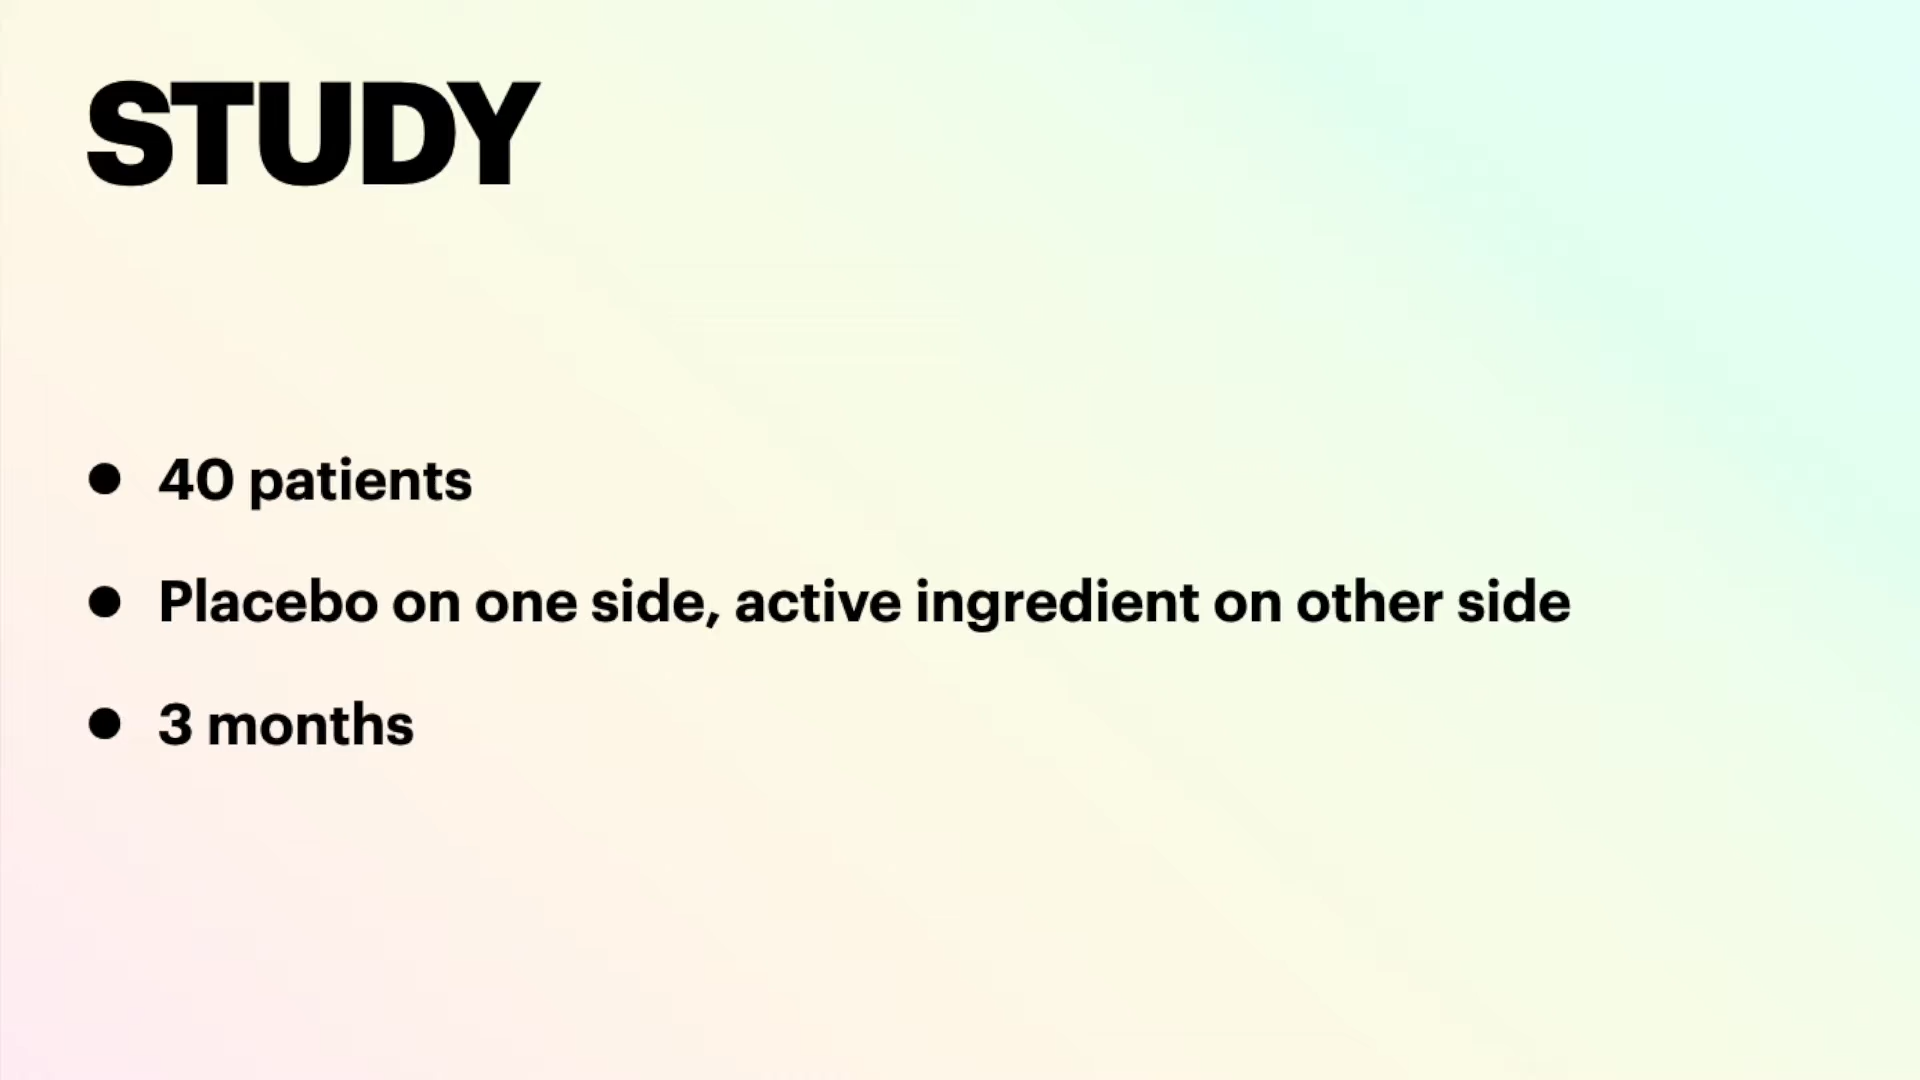 STUDY
● 40 patients
● Placebo on one side, active ingredient on other side
● 3 months